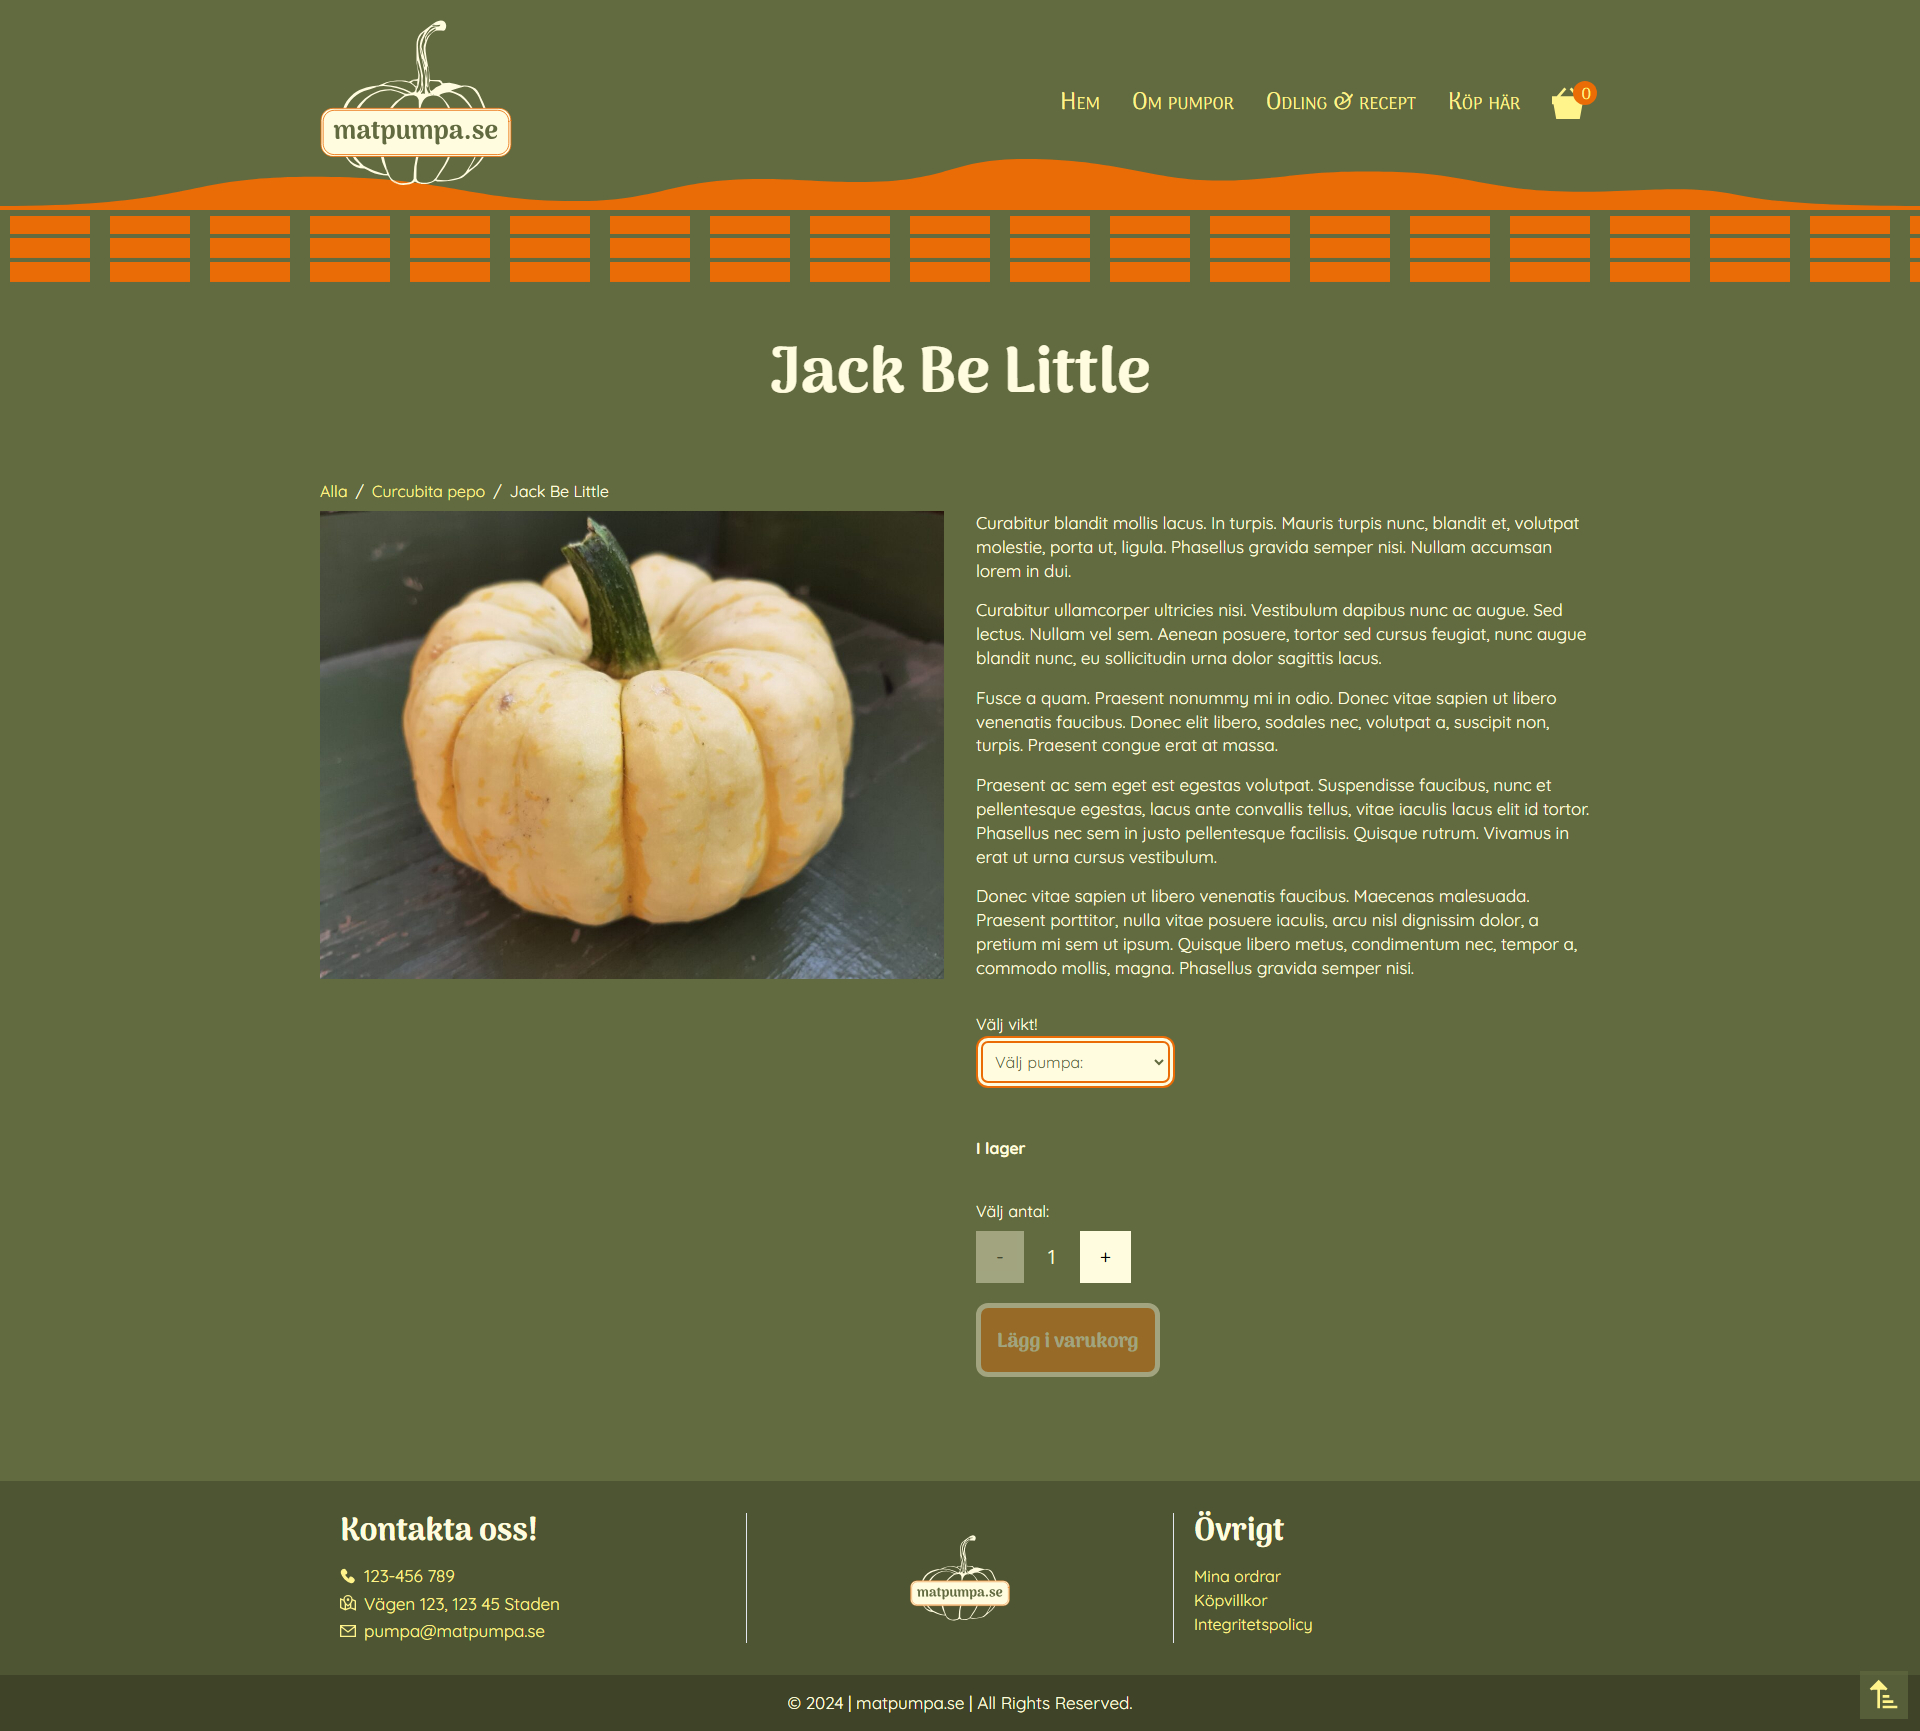 matpumpa.se
Hem
Om pumpor
Odling & recept
Köp här
0
Jack Be Little
Alla / Curcubita pepo / Jack Be Little
Curabitur blandit mollis lacus. In turpis. Mauris turpis nunc, blandit et, volutpat
molestie, porta ut, ligula. Phasellus gravida semper nisi. Nullam accumsan
lorem in dui.
Curabitur ullamcorper ultricies nisi. Vestibulum dapibus nunc ac augue. Sed
lectus. Nullam vel sem. Aenean posuere, tortor sed cursus feugiat, nunc augue
blandit nunc, eu sollicitudin urna dolor sagittis lacus.
Fusce a quam. Praesent nonummy mi in odio. Donec vitae sapien ut libero
venenatis faucibus. Donec elit libero, sodales nec, volutpat a, suscipit non,
turpis. Praesent congue erat at massa.
Praesent ac sem eget est egestas volutpat. Suspendisse faucibus, nunc et
pellentesque egestas, lacus ante convallis tellus, vitae iaculis lacus elit id tortor.
Phasellus nec sem in justo pellentesque facilisis. Quisque rutrum. Vivamus in
erat ut urna cursus vestibulum.
Donec vitae sapien ut libero venenatis faucibus. Maecenas malesuada.
Praesent porttitor, nulla vitae posuere iaculis, arcu nisl dignissim dolor, a
pretium mi sem ut ipsum. Quisque libero metus, condimentum nec, tempor a,
commodo mollis, magna. Phasellus gravida semper nisi.
Välj vikt!
Välj pumpa:
I lager
Välj antal:
- 1 +
Lägg i varukorg
Kontakta oss!
123-456 789
Vägen 123, 123 45 Staden
pumpa@matpumpa.se
matpumpa.se
Övrigt
Mina ordrar
Köpvillkor
Integritetspolicy
© 2024 | matpumpa.se | All Rights Reserved.